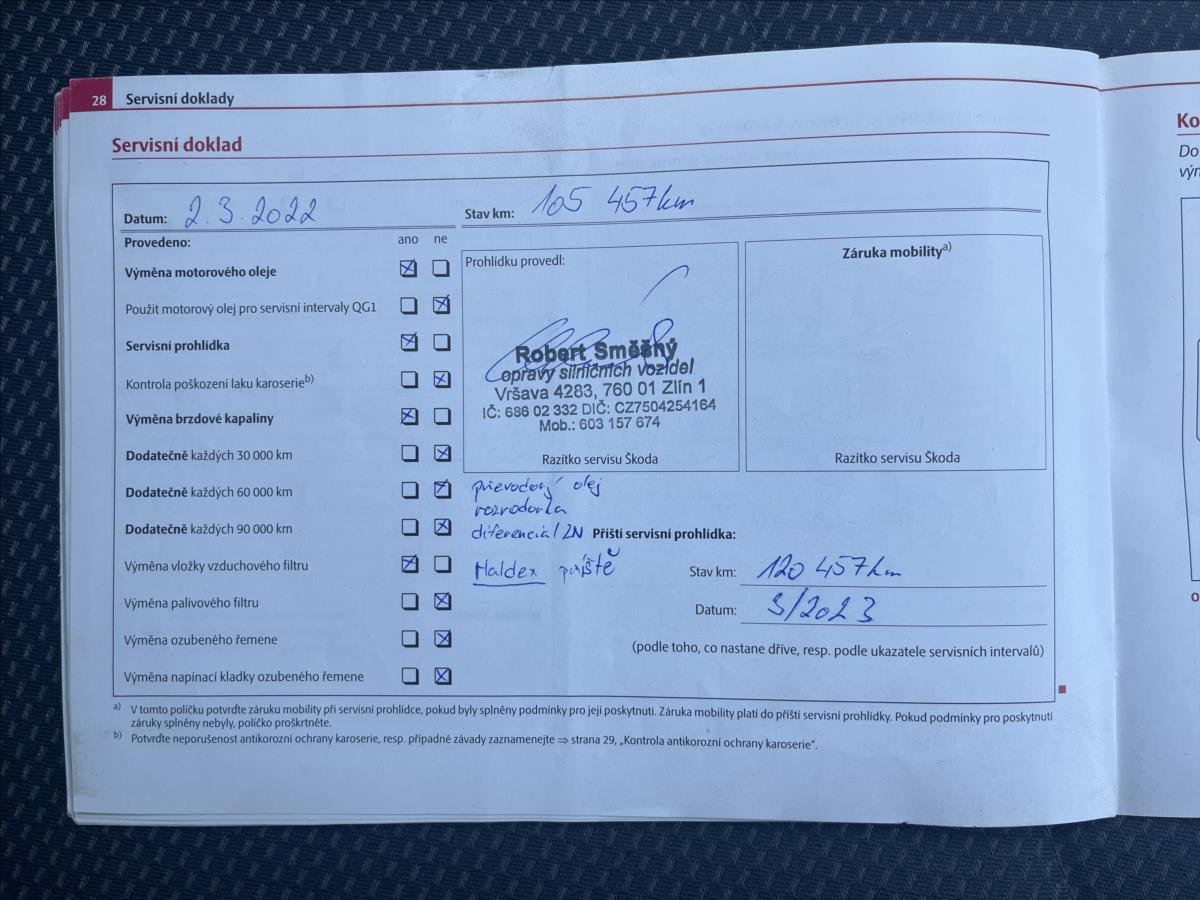 28 Servisní doklady
Servisní doklad
Datum: 2.3.2022 Stav km: 105 457km
Provedeno: ano ne
Výměna motorového oleje
Použit motorový olej pro servisní intervaly QG1
Servisní prohlídka
Kontrola poškození laku karoserieb)
Výměna brzdové kapaliny
Dodatečně každých 30 000 km
Dodatečně každých 60 000 km
Dodatečně každých 90 000 km
Výměna vložky vzduchového filtru
Výměna palivového filtru
Výměna ozubeného řemene
Výměna napínací kladky ozubeného řemene
Prohlídku provedl:
Robert Směšný
opravy silničních vozidel
Vršava 4283, 760 01 Zlín 1
IČ: 686 02 332 DIČ: CZ7504254164
Mob.: 603 157 674
Razítko servisu Škoda
Záruka mobilitya)
Razítko servisu Škoda
olej
diferenciál ZN
Haldex příště
Příští servisní prohlídka:
Stav km: 120 457km
Datum: 3/2023
(podle toho, co nastane dříve, resp. podle ukazatele servisních intervalů)
a) V tomto políčku potvrďte záruku mobility při servisní prohlídce, pokud byly splněny podmínky pro její poskytnutí. Záruka mobility platí do příští servisní prohlídky. Pokud podmínky pro poskytnutí
záruky splněny nebyly, políčko proškrtněte.
b) Potvrďte neporušenost antikorozní ochrany karoserie, resp. případné závady zaznamenejte ⇒ strana 29, „Kontrola antikorozní ochrany karoserie“.
Ko
Do
výr
o